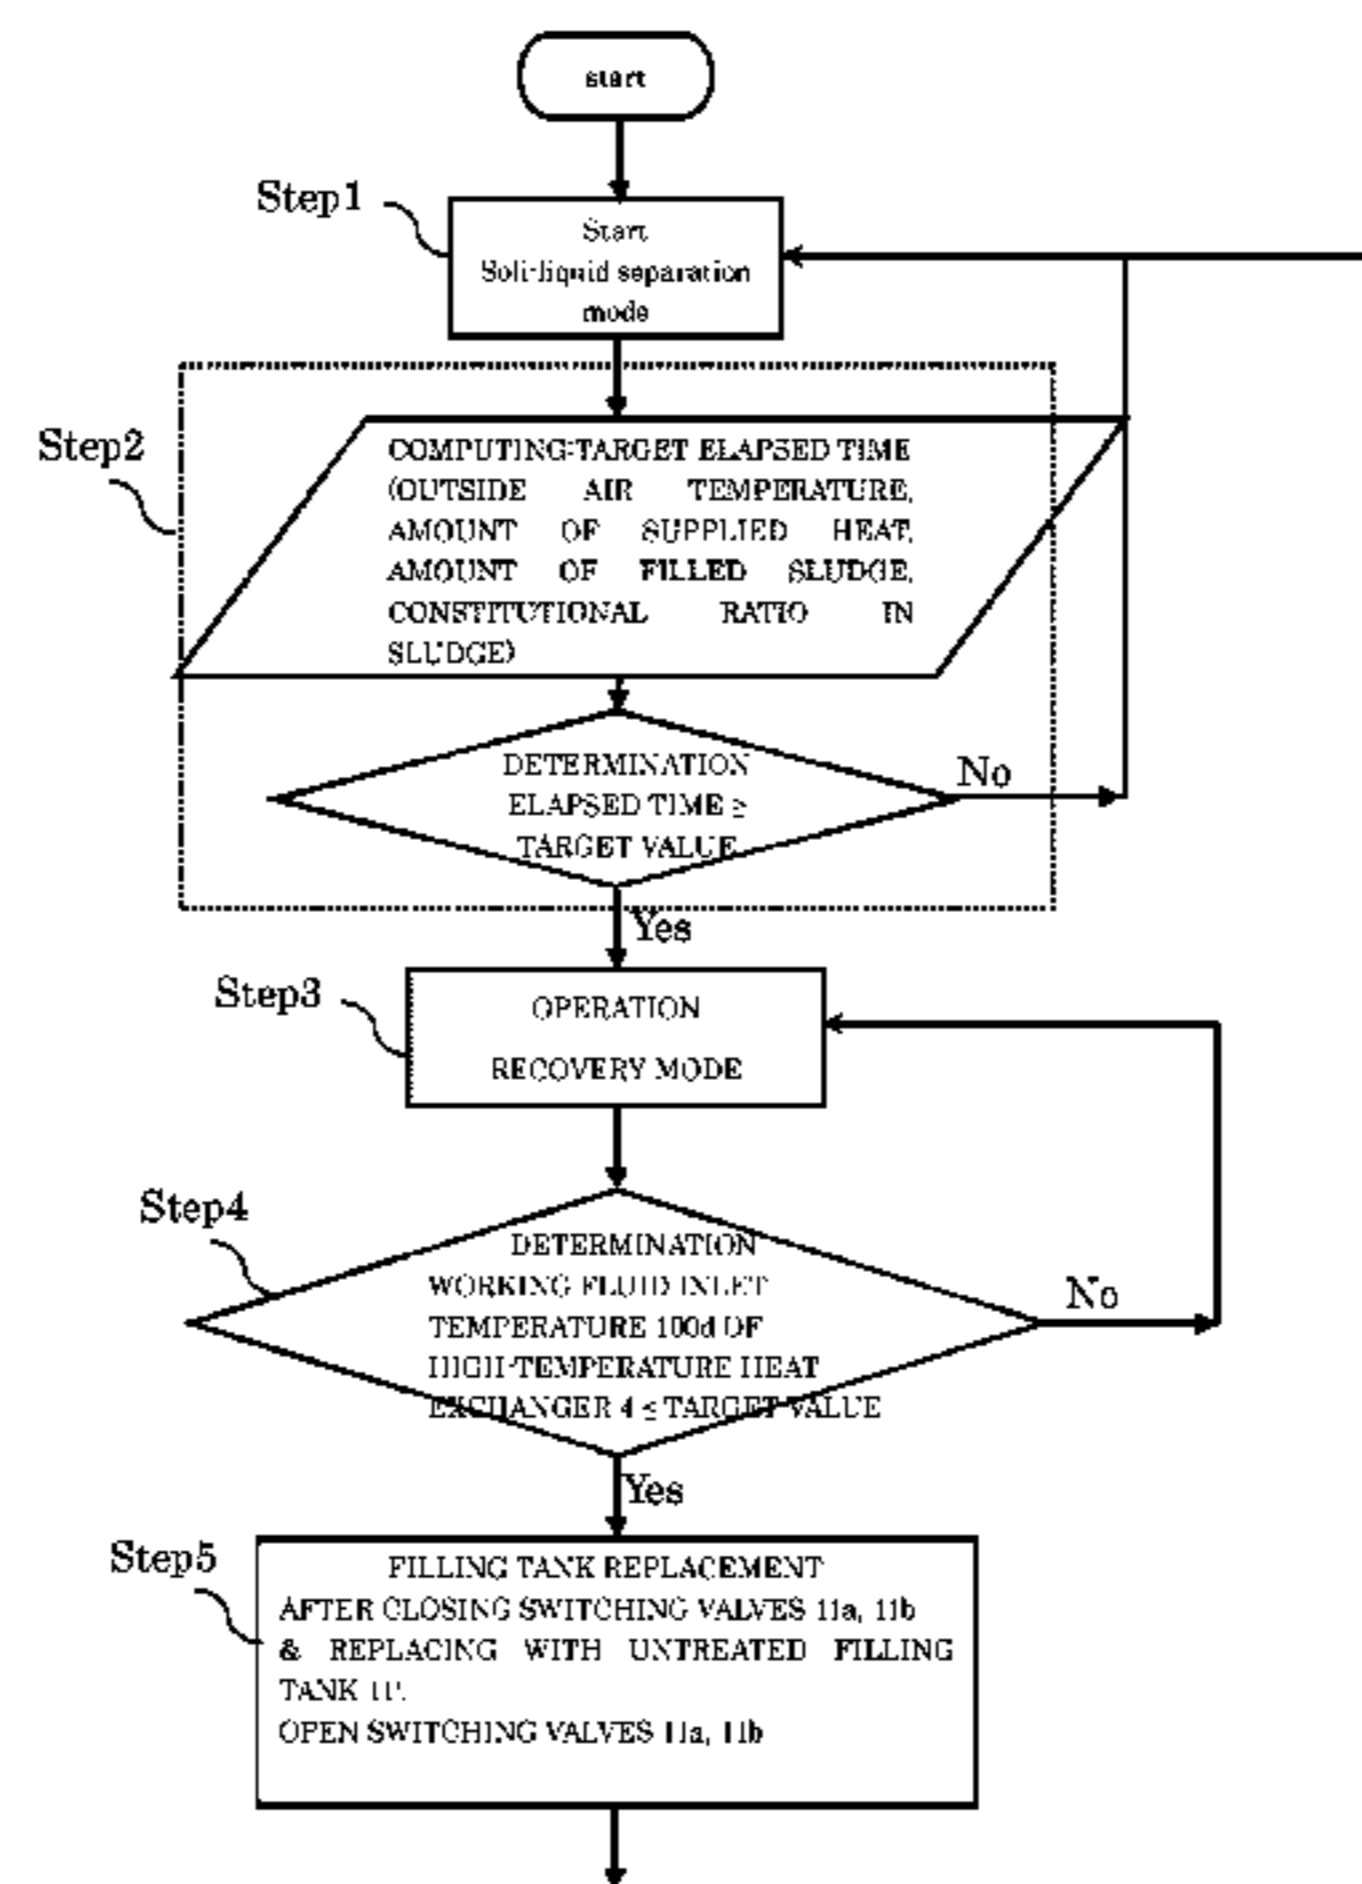 start
Step1
Start
Soli-liquid separation
mode
Step2
COMPUTING:TARGET ELAPSED TIME
(OUTSIDE AIR TEMPERATURE,
AMOUNT OF SUPPLIED HEAT,
AMOUNT OF FILLED SLUDGE,
CONSTITUTIONAL RATIO IN
SLUDGE)
DETERMINATION
ELAPSED TIME ≥
TARGET VALUE
No
Yes
Step3
OPERATION
RECOVERY MODE
Step4
DETERMINATION
WORKING FLUID INLET
TEMPERATURE 100d OF
HIGH-TEMPERATURE HEAT
EXCHANGER 4 ≤ TARGET VALUE
No
Yes
Step5
FILLING TANK REPLACEMENT
AFTER CLOSING SWITCHING VALVES 11a, 11b
& REPLACING WITH UNTREATED FILLING
TANK
OPEN SWITCHING VALVES 11a, 11b